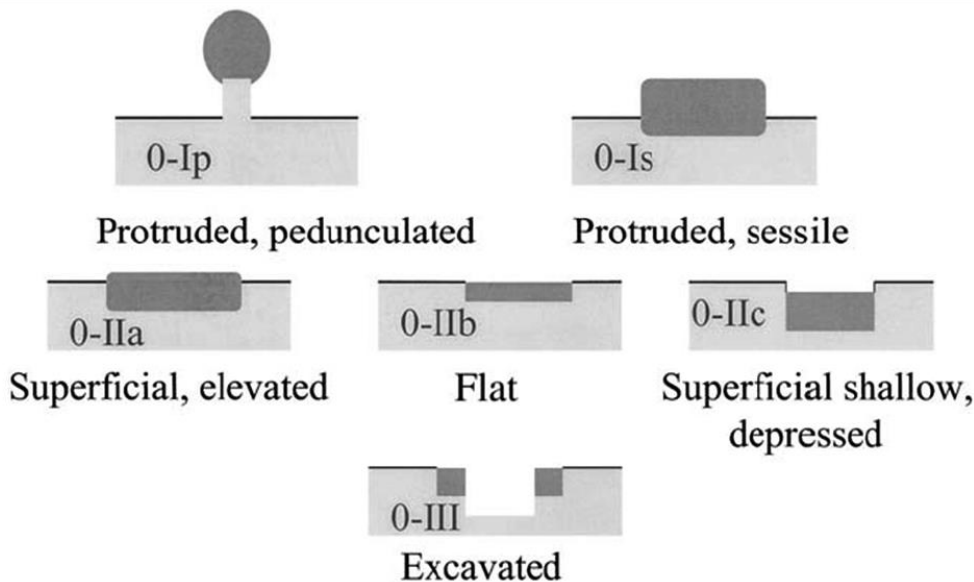 0-Ip
0-Is
Protruded, pedunculated
Protruded, sessile
0-IIa
0-IIb
0-IIc
Superficial, elevated
Flat
Superficial shallow,
depressed
0-III
Excavated